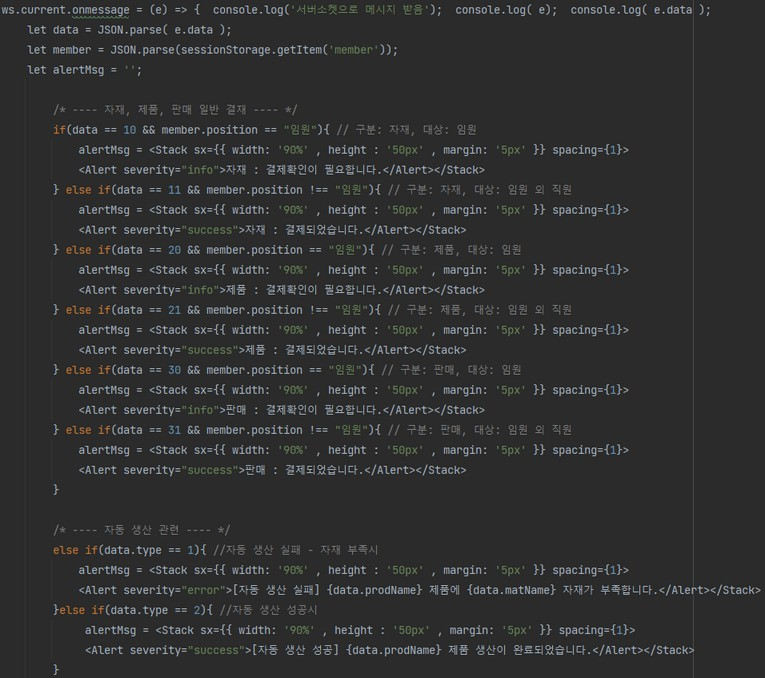 ws.current.onmessage = (e) => {  console.log('서버소켓으로 메시지 받음');  console.log( e);  console.log( e.data );
let data = JSON.parse( e.data );
let member = JSON.parse(sessionStorage.getItem('member'));
let alertMsg = '';
/* ---- 자재, 제품, 판매 일반 결재 ---- */
if(data == 10 && member.position == "임원"){ // 구분: 자재, 대상: 임원
alertMsg = <Stack sx={{ width: '90%' , height : '50px' , margin: '5px' }} spacing={1}>
<Alert severity="info">자재 : 결제확인이 필요합니다.</Alert></Stack>
} else if(data == 11 && member.position !== "임원"){ // 구분: 자재, 대상: 임원 외 직원
alertMsg = <Stack sx={{ width: '90%' , height : '50px' , margin: '5px' }} spacing={1}>
<Alert severity="success">자재 : 결제되었습니다.</Alert></Stack>
} else if(data == 20 && member.position == "임원"){ // 구분: 제품, 대상: 임원
alertMsg = <Stack sx={{ width: '90%' , height : '50px' , margin: '5px' }} spacing={1}>
<Alert severity="info">제품 : 결제확인이 필요합니다.</Alert></Stack>
} else if(data == 21 && member.position !== "임원"){ // 구분: 제품, 대상: 임원 외 직원
alertMsg = <Stack sx={{ width: '90%' , height : '50px' , margin: '5px' }} spacing={1}>
<Alert severity="success">제품 : 결제되었습니다.</Alert></Stack>
} else if(data == 30 && member.position == "임원"){ // 구분: 판매, 대상: 임원
alertMsg = <Stack sx={{ width: '90%' , height : '50px' , margin: '5px' }} spacing={1}>
<Alert severity="info">판매 : 결제확인이 필요합니다.</Alert></Stack>
} else if(data == 31 && member.position !== "임원"){ // 구분: 판매, 대상: 임원 외 직원
alertMsg = <Stack sx={{ width: '90%' , height : '50px' , margin: '5px' }} spacing={1}>
<Alert severity="success">판매 : 결제되었습니다.</Alert></Stack>
}
/* ---- 자동 생산 관련 ---- */
else if(data.type == 1){ //자동 생산 실패 - 자재 부족시
alertMsg = <Stack sx={{ width: '90%' , height : '50px' , margin: '5px' }} spacing={1}>
<Alert severity="error">[자동 생산 실패] {data.prodName} 제품에 {data.matName} 자재가 부족합니다.</Alert></Stack>
}else if(data.type == 2){ //자동 생산 성공시
alertMsg = <Stack sx={{ width: '90%' , height : '50px' , margin: '5px' }} spacing={1}>
<Alert severity="success">[자동 생산 성공] {data.prodName} 제품 생산이 완료되었습니다.</Alert></Stack>
}